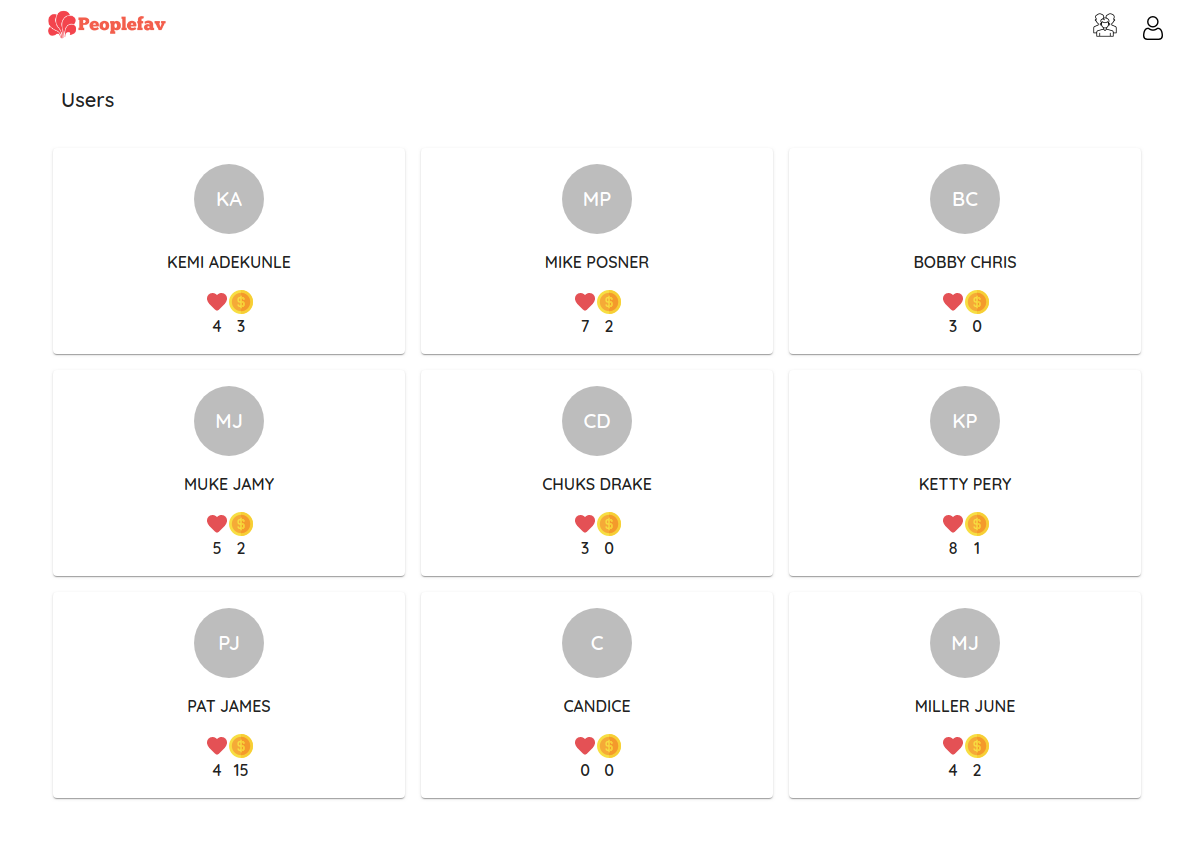 Peoplefav
Users
KA
MP
BC
KEMI ADEKUNLE
MIKE POSNER
BOBBY CHRIS
$ $ $
4 3
7 2
3 0
MJ
CD
KP
MUKE JAMY
CHUKS DRAKE
KETTY PERY
$ $ $
5 2
3 0
8 1
PJ
C
MJ
PAT JAMES
CANDICE
MILLER JUNE
$ $ $
4 15
0 0
4 2